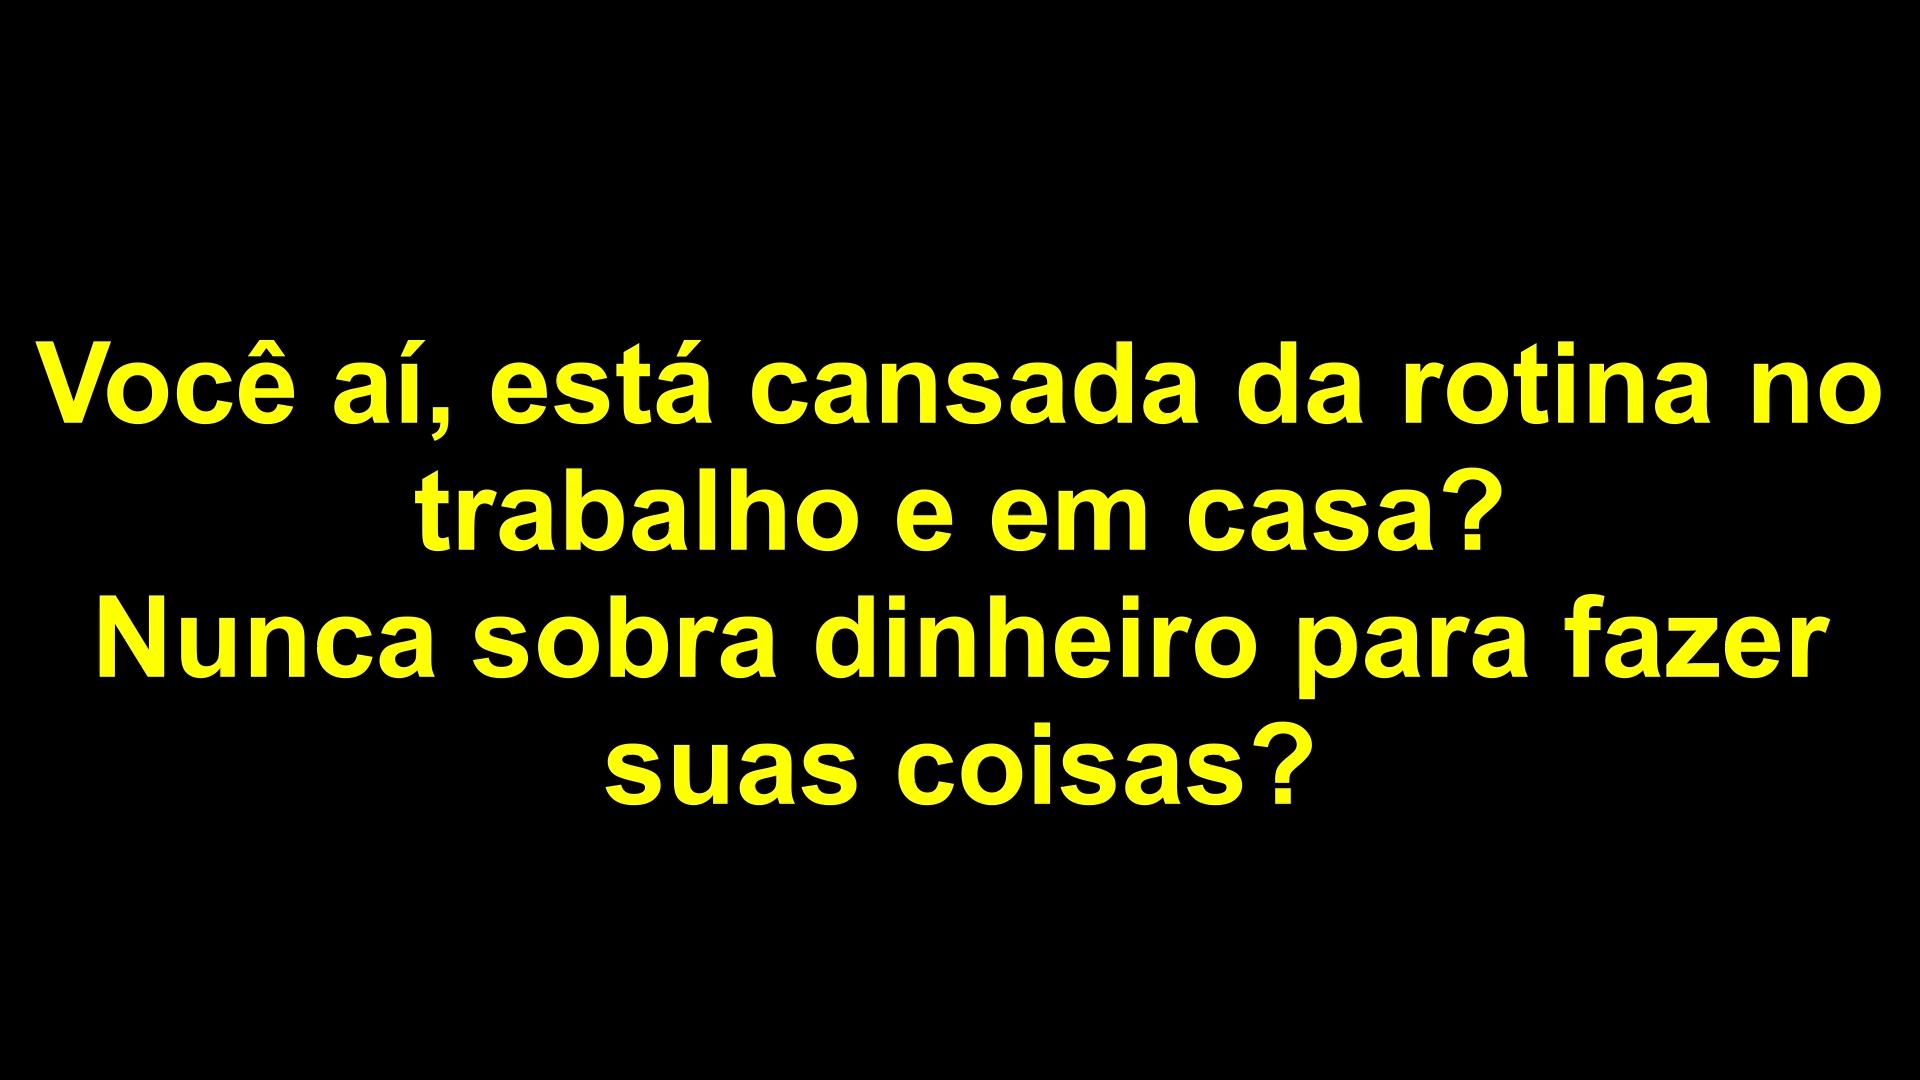 Você aí, está cansada da rotina no
trabalho e em casa?
Nunca sobra dinheiro para fazer
suas coisas?